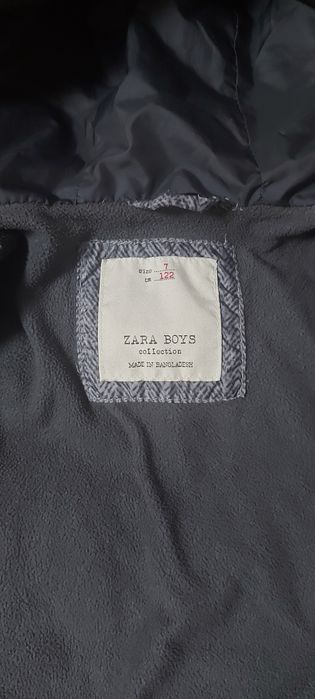 size 7
cm 122
ZARA BOYS
collection
MADE IN BANGLADESH